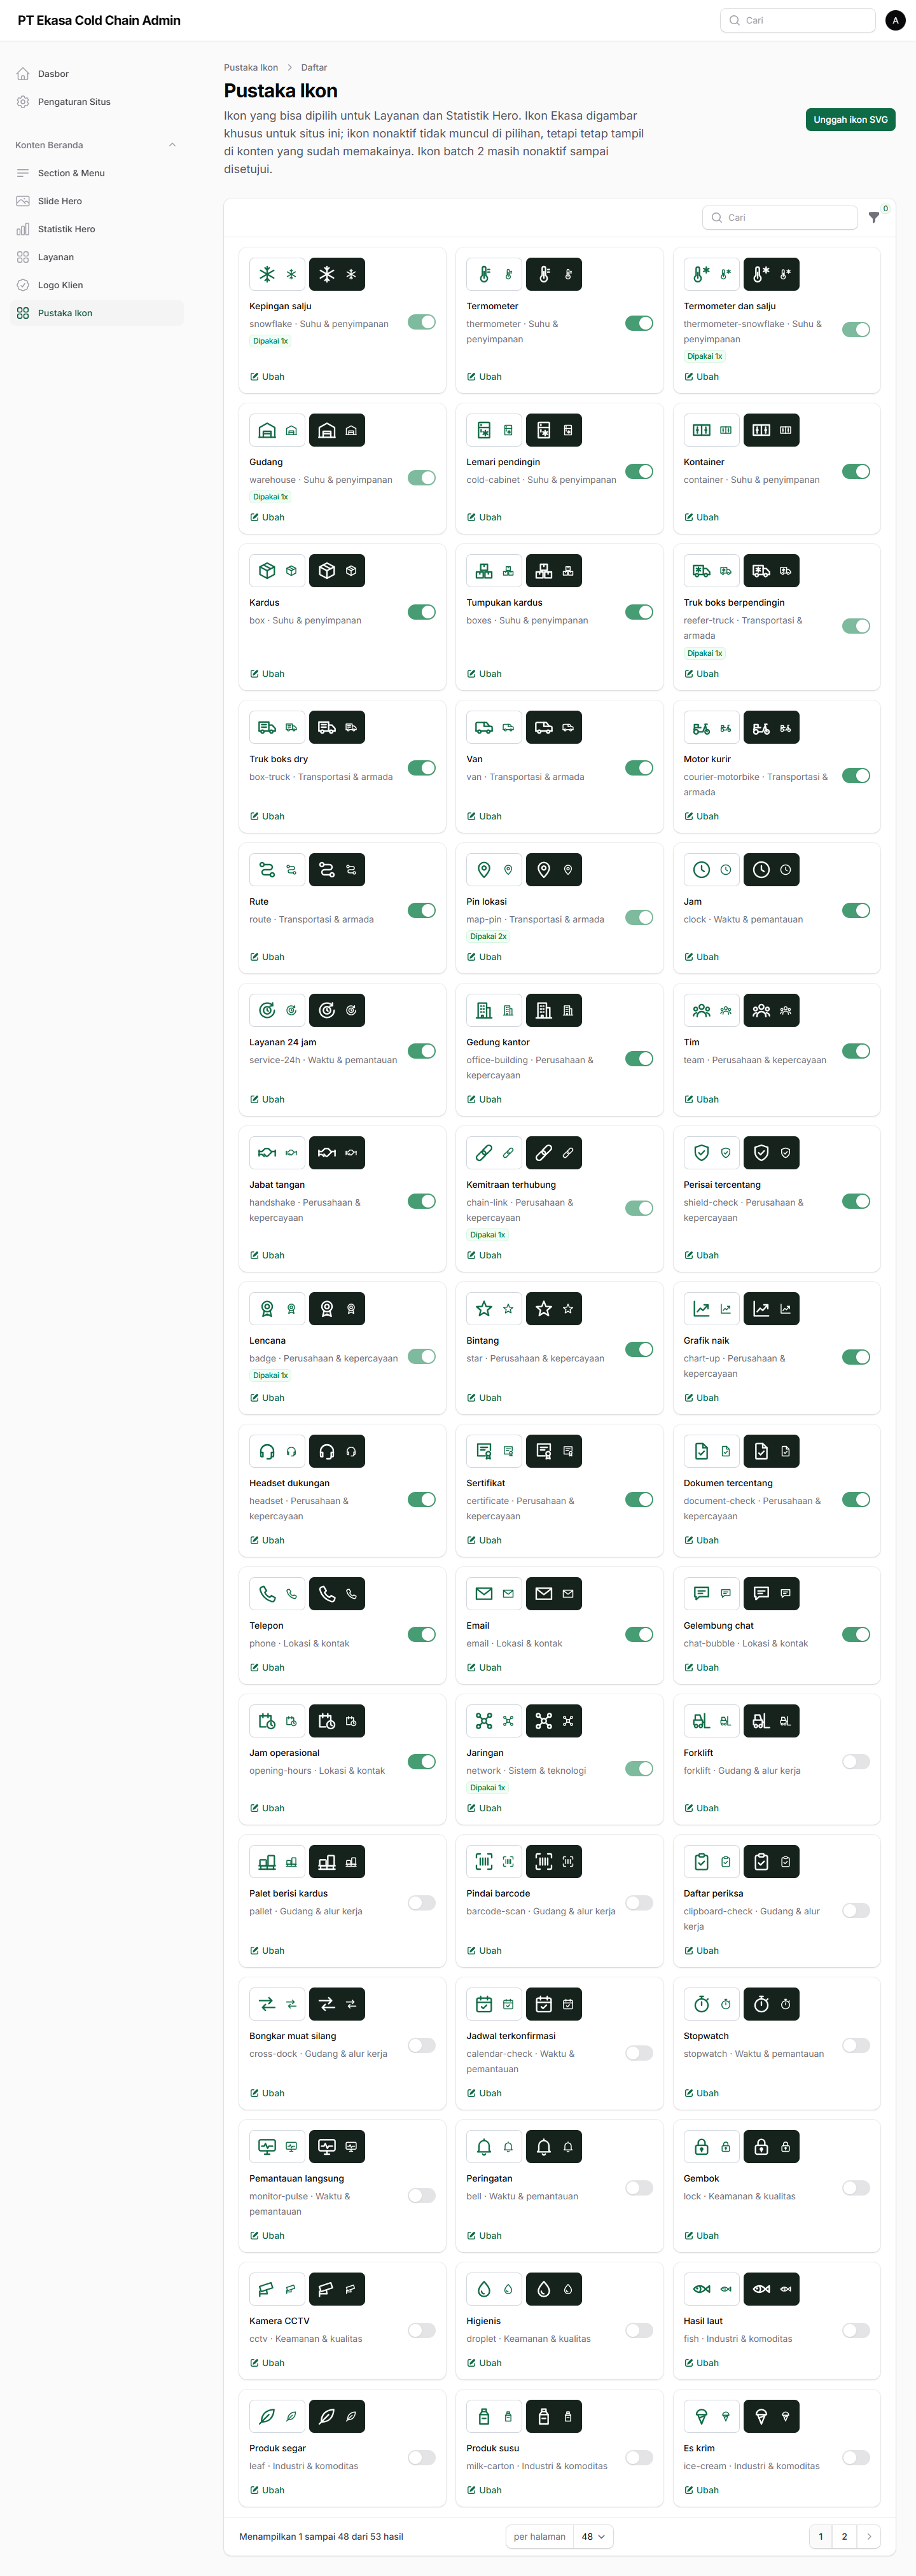 PT Ekasa Cold Chain Admin
Cari
A
Dasbor
Pengaturan Situs
Konten Beranda
Section & Menu
Slide Hero
Statistik Hero
Layanan
Logo Klien
Pustaka Ikon
Pustaka Ikon
Daftar
Pustaka Ikon
Ikon yang bisa dipilih untuk Layanan dan Statistik Hero. Ikon Ekasa digambar
khusus untuk situs ini; ikon nonaktif tidak muncul di pilihan, tetapi tetap tampil
di konten yang sudah memakainya. Ikon batch 2 masih nonaktif sampai
disetujui.
Unggah ikon SVG
Cari
0
Kepingan salju
snowflake · Suhu & penyimpanan
Dipakai 1x
Ubah
Termometer
thermometer · Suhu &
penyimpanan
Ubah
Termometer dan salju
thermometer-snowflake · Suhu &
penyimpanan
Dipakai 1x
Ubah
Gudang
warehouse · Suhu & penyimpanan
Dipakai 1x
Ubah
Lemari pendingin
cold-cabinet · Suhu & penyimpanan
Ubah
Kontainer
container · Suhu & penyimpanan
Ubah
Kardus
box · Suhu & penyimpanan
Ubah
Tumpukan kardus
boxes · Suhu & penyimpanan
Ubah
Truk boks berpendingin
reefer-truck · Transportasi &
armada
Dipakai 1x
Ubah
Truk boks dry
box-truck · Transportasi & armada
Ubah
Van
van · Transportasi & armada
Ubah
Motor kurir
courier-motorbike · Transportasi &
armada
Ubah
Rute
route · Transportasi & armada
Ubah
Pin lokasi
map-pin · Transportasi & armada
Dipakai 2x
Ubah
Jam
clock · Waktu & pemantauan
Ubah
Layanan 24 jam
service-24h · Waktu & pemantauan
Ubah
Gedung kantor
office-building · Perusahaan &
kepercayaan
Ubah
Tim
team · Perusahaan & kepercayaan
Ubah
Jabat tangan
handshake · Perusahaan &
kepercayaan
Ubah
Kemitraan terhubung
chain-link · Perusahaan &
kepercayaan
Dipakai 1x
Ubah
Perisai tercentang
shield-check · Perusahaan &
kepercayaan
Ubah
Lencana
badge · Perusahaan & kepercayaan
Dipakai 1x
Ubah
Bintang
star · Perusahaan & kepercayaan
Ubah
Grafik naik
chart-up · Perusahaan &
kepercayaan
Ubah
Headset dukungan
headset · Perusahaan &
kepercayaan
Ubah
Sertifikat
certificate · Perusahaan &
kepercayaan
Ubah
Dokumen tercentang
document-check · Perusahaan &
kepercayaan
Ubah
Telepon
phone · Lokasi & kontak
Ubah
Email
email · Lokasi & kontak
Ubah
Gelembung chat
chat-bubble · Lokasi & kontak
Ubah
Jam operasional
opening-hours · Lokasi & kontak
Ubah
Jaringan
network · Sistem & teknologi
Dipakai 1x
Ubah
Forklift
forklift · Gudang & alur kerja
Ubah
Palet berisi kardus
pallet · Gudang & alur kerja
Ubah
Pindai barcode
barcode-scan · Gudang & alur kerja
Ubah
Daftar periksa
clipboard-check · Gudang & alur
kerja
Ubah
Bongkar muat silang
cross-dock · Gudang & alur kerja
Ubah
Jadwal terkonfirmasi
calendar-check · Waktu &
pemantauan
Ubah
Stopwatch
stopwatch · Waktu & pemantauan
Ubah
Pemantauan langsung
monitor-pulse · Waktu &
pemantauan
Ubah
Peringatan
bell · Waktu & pemantauan
Ubah
Gembok
lock · Keamanan & kualitas
Ubah
Kamera CCTV
cctv · Keamanan & kualitas
Ubah
Higienis
droplet · Keamanan & kualitas
Ubah
Hasil laut
fish · Industri & komoditas
Ubah
Produk segar
leaf · Industri & komoditas
Ubah
Produk susu
milk-carton · Industri & komoditas
Ubah
Es krim
ice-cream · Industri & komoditas
Ubah
Menampilkan 1 sampai 48 dari 53 hasil
per halaman
48
1
2